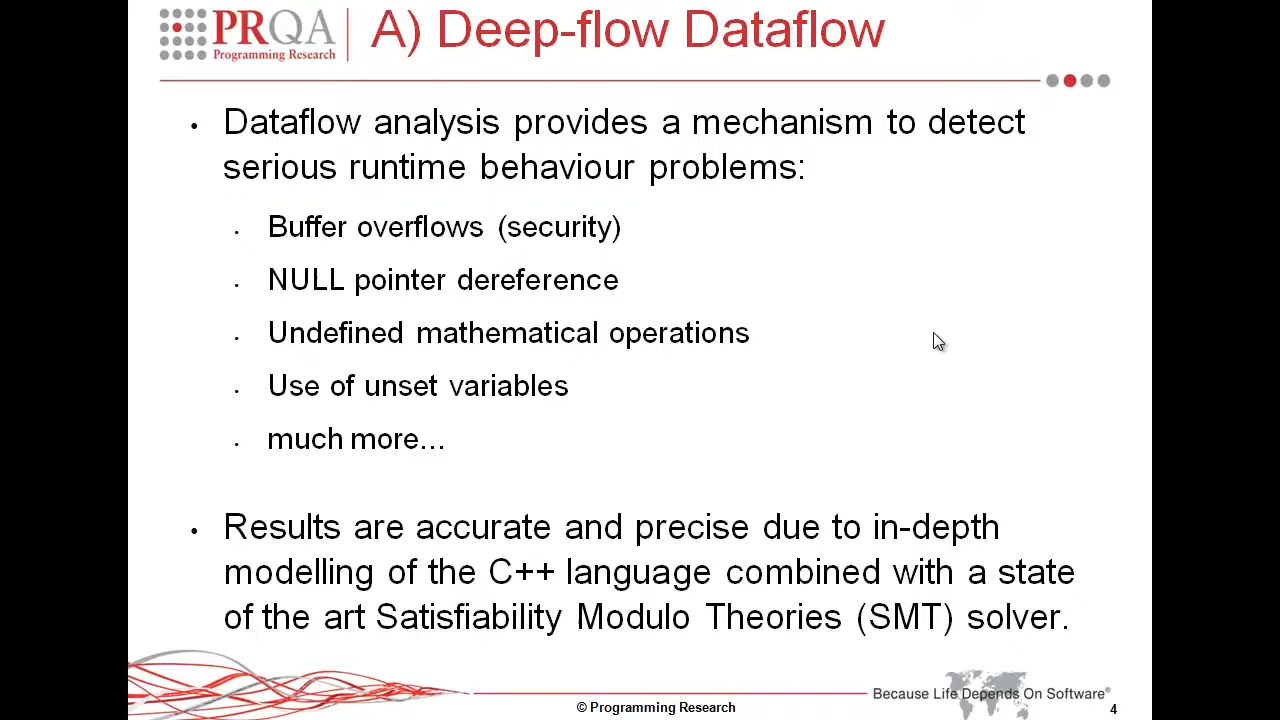 PRQA
Programming Research
A) Deep-flow Dataflow
• Dataflow analysis provides a mechanism to detect
serious runtime behaviour problems:
• Buffer overflows (security)
• NULL pointer dereference
• Undefined mathematical operations
• Use of unset variables
• much more...
• Results are accurate and precise due to in-depth
modelling of the C++ language combined with a state
of the art Satisfiability Modulo Theories (SMT) solver.
Because Life Depends On Software®
© Programming Research
4